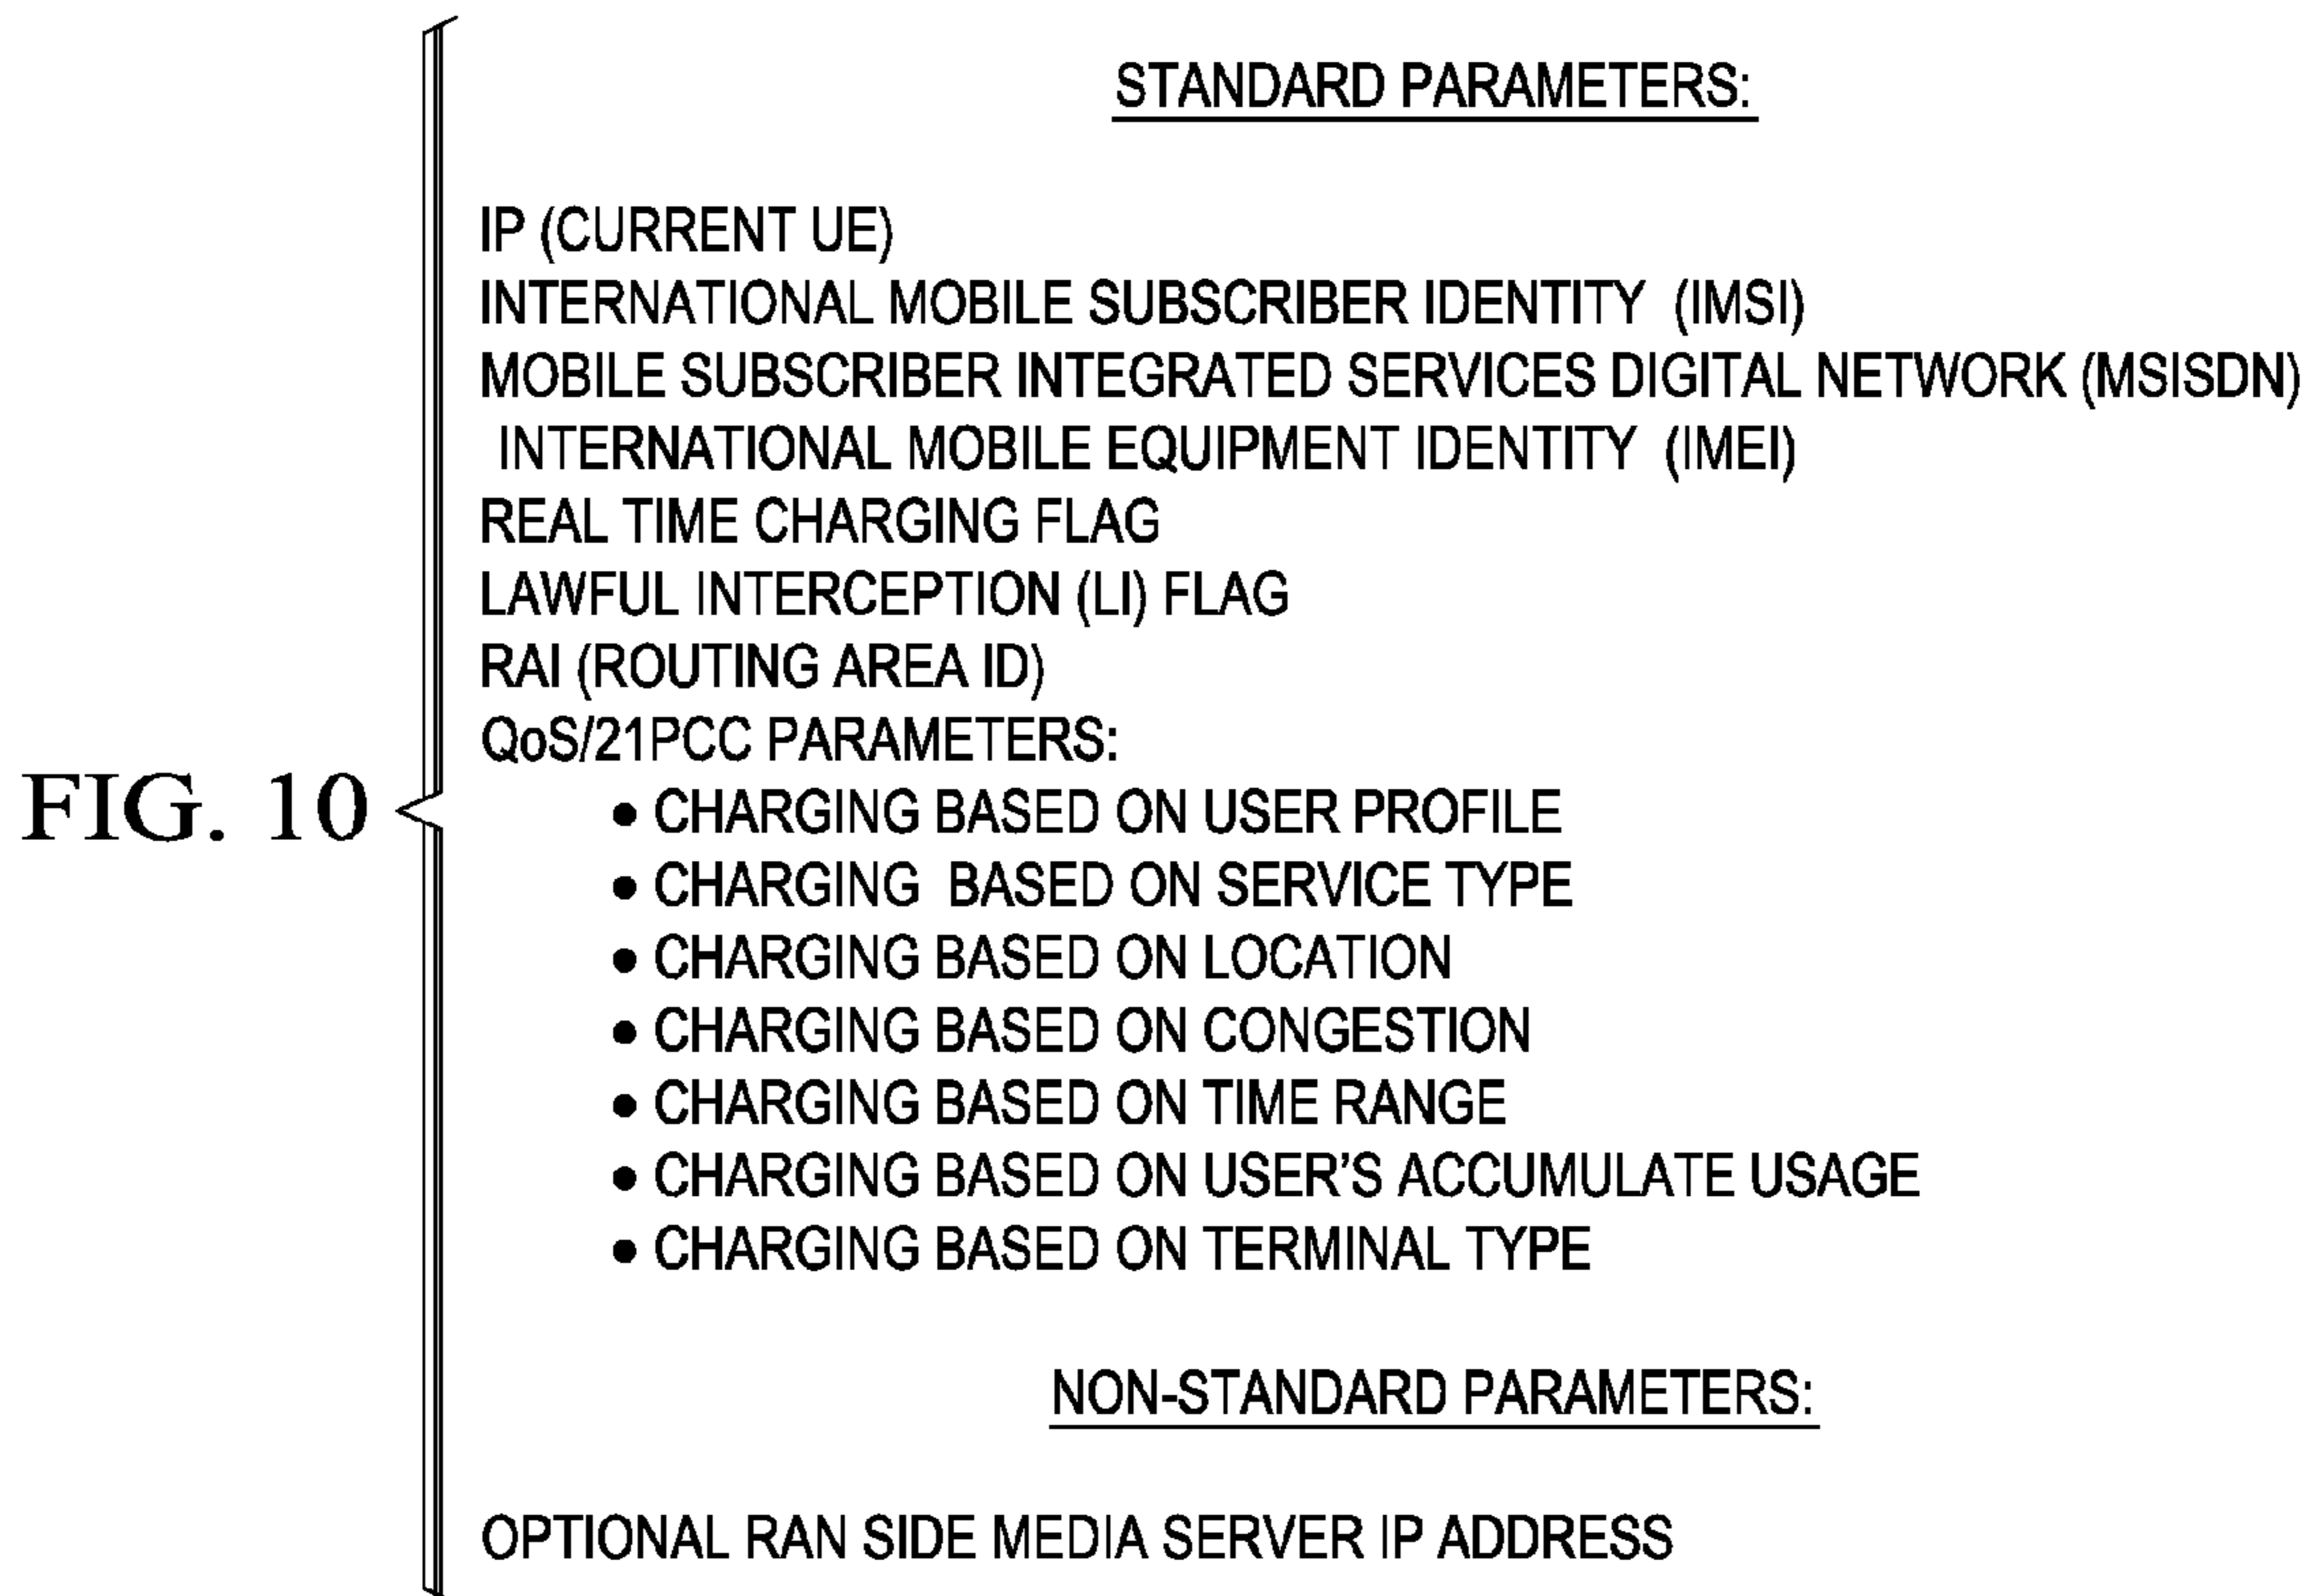 STANDARD PARAMETERS:
IP (CURRENT UE)
INTERNATIONAL MOBILE SUBSCRIBER IDENTITY (IMSI)
MOBILE SUBSCRIBER INTEGRATED SERVICES DIGITAL NETWORK (MSISDN)
INTERNATIONAL MOBILE EQUIPMENT IDENTITY (IMEI)
REAL TIME CHARGING FLAG
LAWFUL INTERCEPTION (LI) FLAG
RAI (ROUTING AREA ID)
QoS/21PCC PARAMETERS:
FIG. 10
• CHARGING BASED ON USER PROFILE
• CHARGING BASED ON SERVICE TYPE
• CHARGING BASED ON LOCATION
• CHARGING BASED ON CONGESTION
• CHARGING BASED ON TIME RANGE
• CHARGING BASED ON USER’S ACCUMULATE USAGE
• CHARGING BASED ON TERMINAL TYPE
NON-STANDARD PARAMETERS:
OPTIONAL RAN SIDE MEDIA SERVER IP ADDRESS